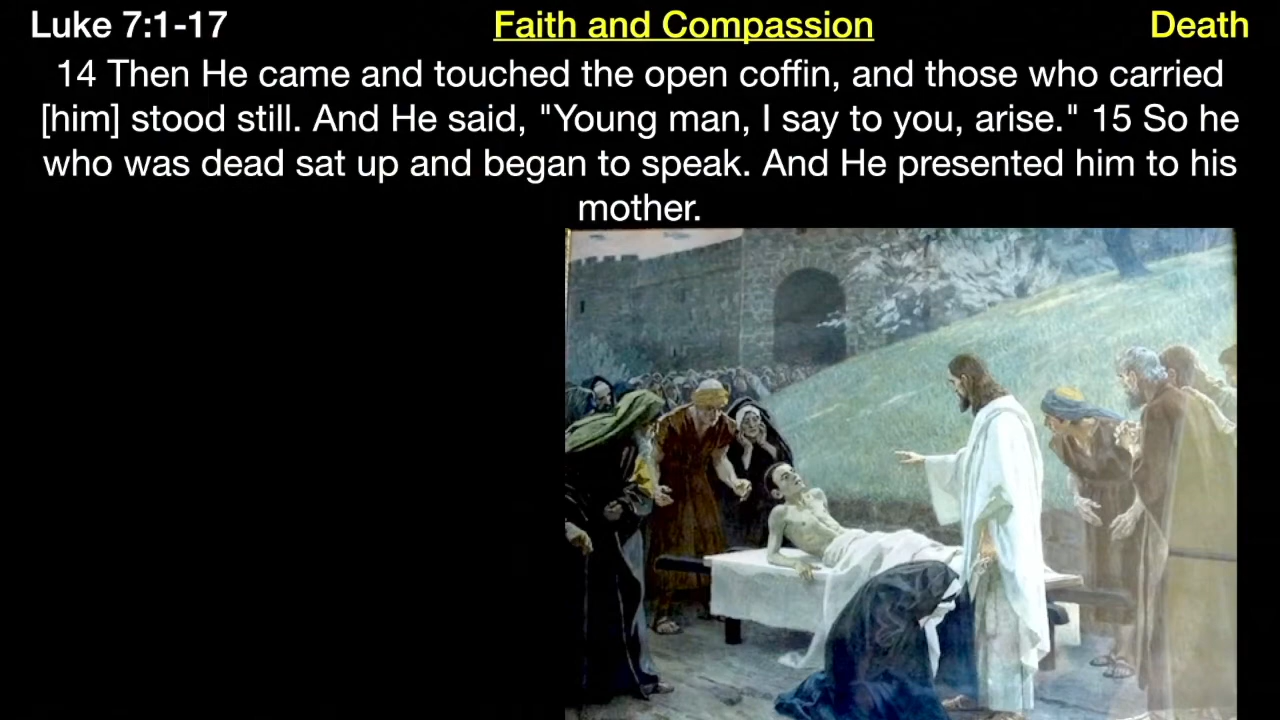 Luke 7:1-17 Faith and Compassion Death
14 Then He came and touched the open coffin, and those who carried
[him] stood still. And He said, "Young man, I say to you, arise." 15 So he
who was dead sat up and began to speak. And He presented him to his
mother.